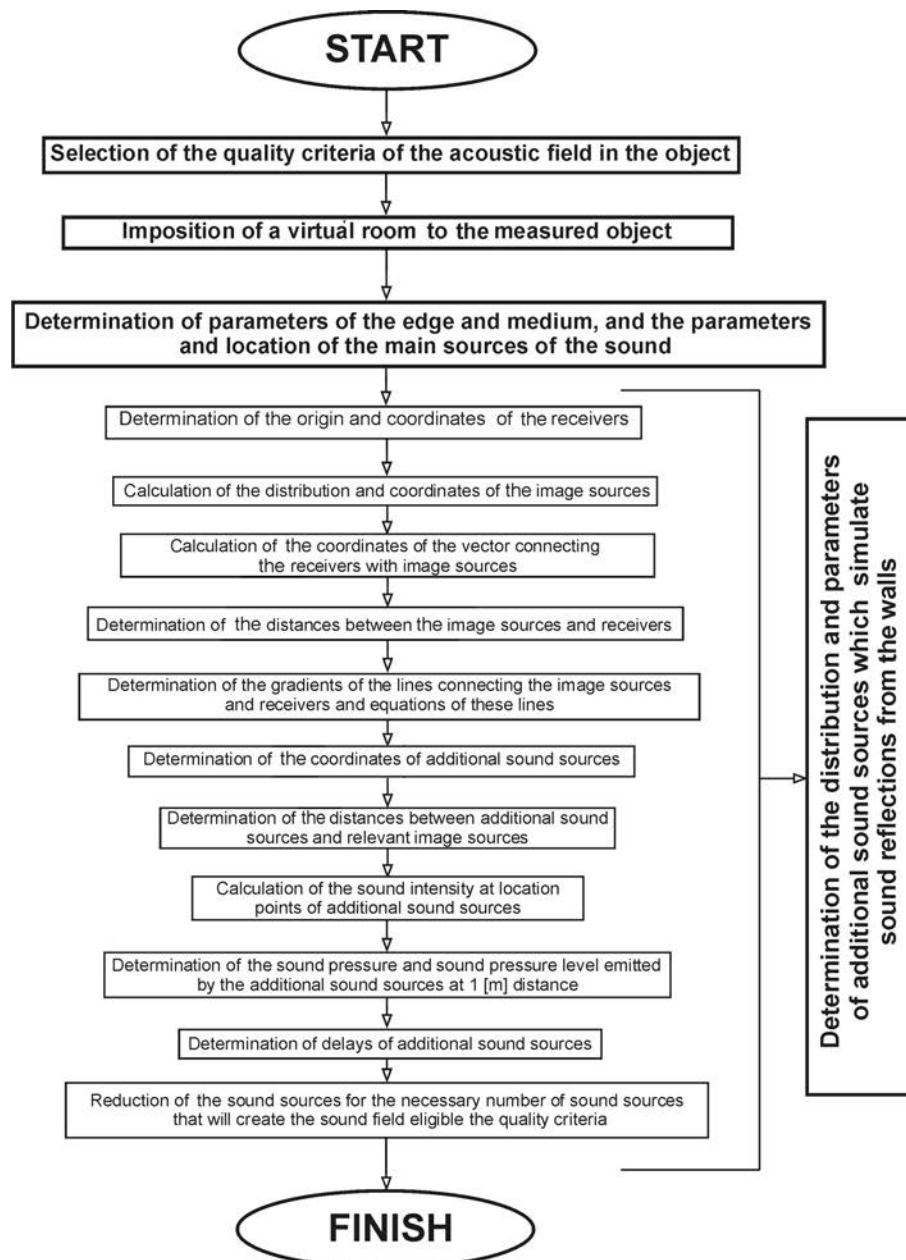 START
Selection of the quality criteria of the acoustic field in the object
Imposition of a virtual room to the measured object
Determination of parameters of the edge and medium, and the parameters
and location of the main sources of the sound
Determination of the origin and coordinates of the receivers
Calculation of the distribution and coordinates of the image sources
Calculation of the coordinates of the vector connecting
the receivers with image sources
Determination of the distances between the image sources and receivers
Determination of the gradients of the lines connecting the image sources
and receivers and equations of these lines
Determination of the coordinates of additional sound sources
Determination of the distances between additional sound
sources and relevant image sources
Calculation of the sound intensity at location
points of additional sound sources
Determination of the sound pressure and sound pressure level emitted
by the additional sound sources at 1 [m] distance
Determination of delays of additional sound sources
Reduction of the sound sources for the necessary number of sound sources
that will create the sound field eligible the quality criteria
FINISH
Determination of the distribution and parameters
of additional sound sources which simulate
sound reflections from the walls